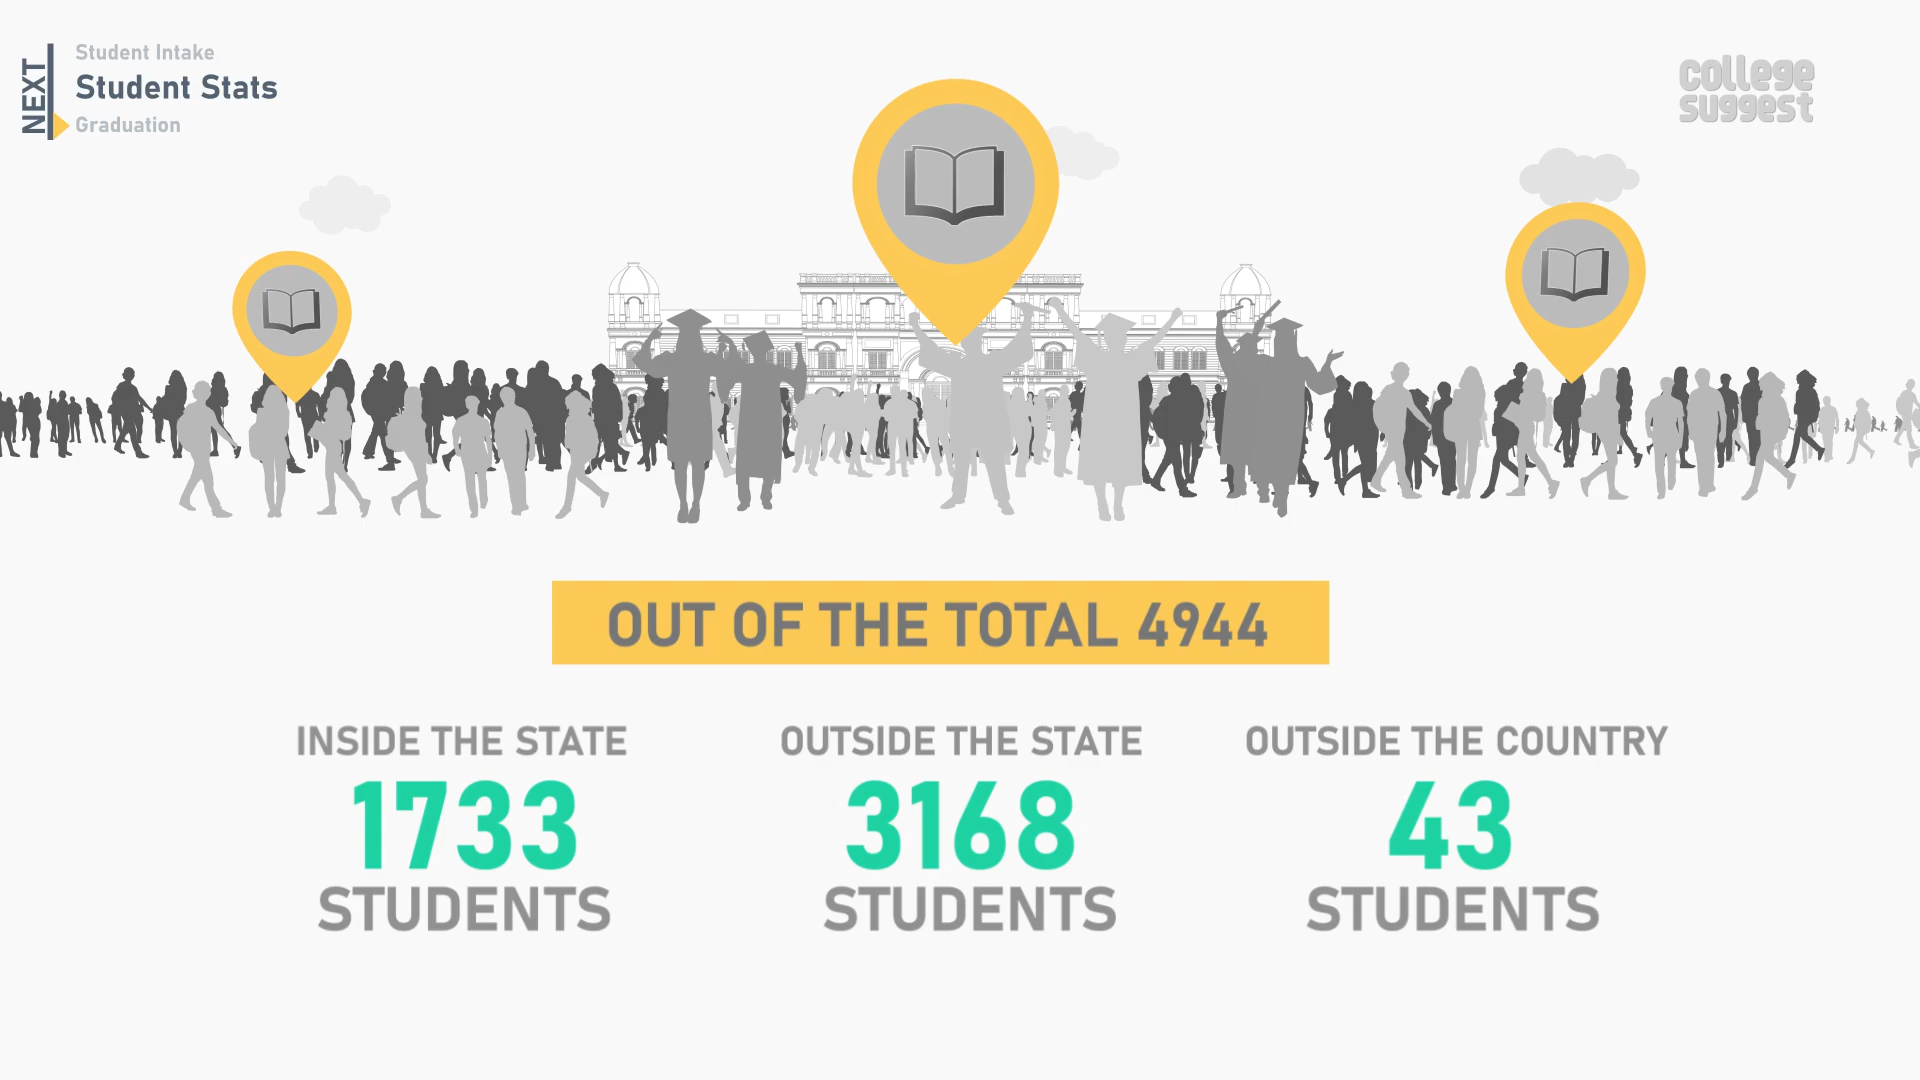 NEXT
Student Intake
Student Stats
Graduation
college
suggest
OUT OF THE TOTAL 4944
INSIDE THE STATE
1733
STUDENTS
OUTSIDE THE STATE
3168
STUDENTS
OUTSIDE THE COUNTRY
43
STUDENTS